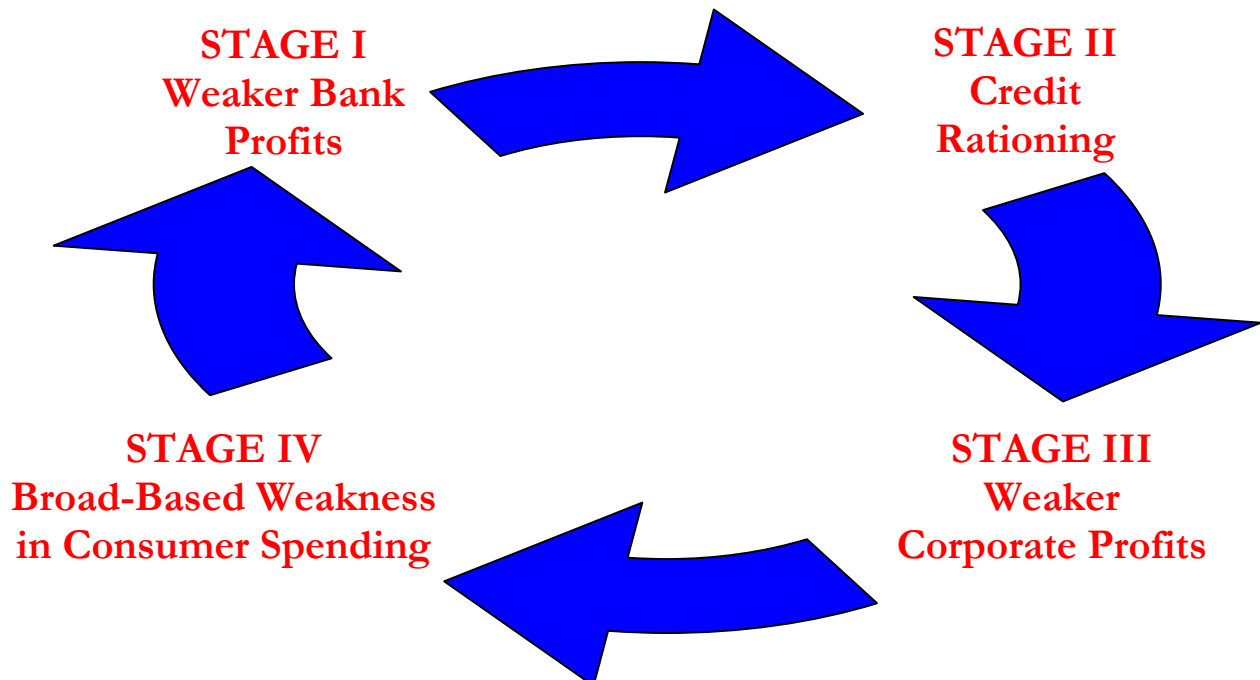 STAGE I
Weaker Bank
Profits
STAGE II
Credit
Rationing
STAGE III
Weaker
Corporate Profits
STAGE IV
Broad-Based Weakness
in Consumer Spending